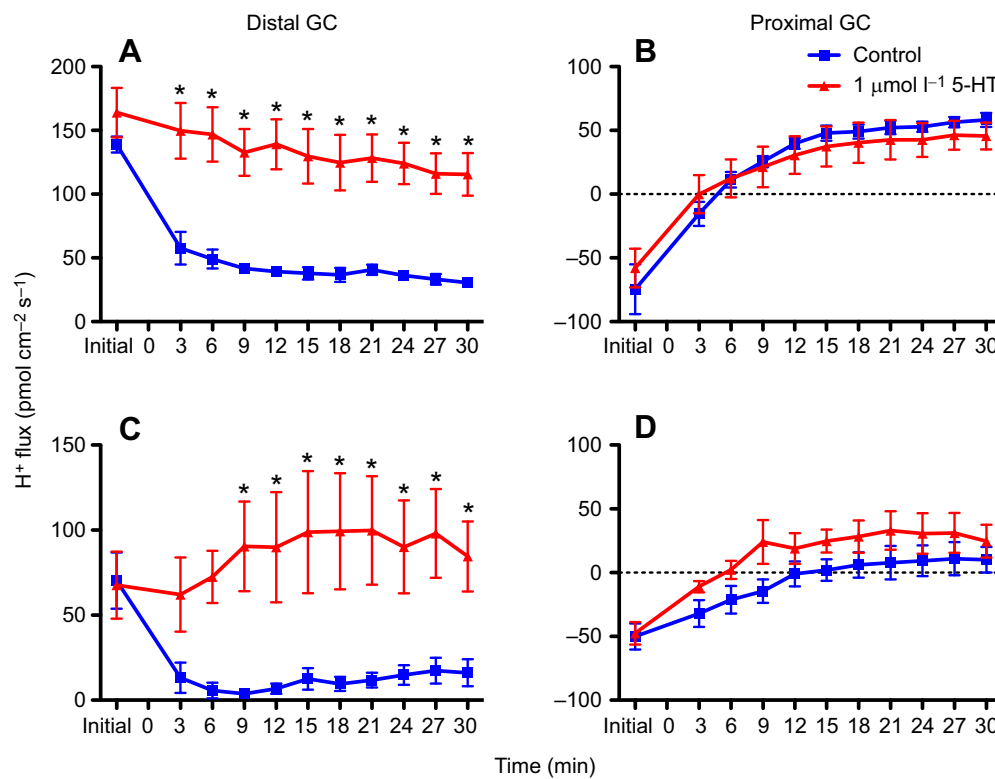 Distal GC
Proximal GC
A
B
Control
1 μmol l⁻¹ 5-HT
200
150
100
50
0
* * * * * * * * * *
Initial 0 3 6 9 12 15 18 21 24 27 30
100
50
0
–50
–100
Initial 0 3 6 9 12 15 18 21 24 27 30
H⁺ flux (pmol cm⁻² s⁻¹)
C
D
150
100
50
0
* * * * * * * *
Initial 0 3 6 9 12 15 18 21 24 27 30
100
50
0
–50
–100
Initial 0 3 6 9 12 15 18 21 24 27 30
Time (min)